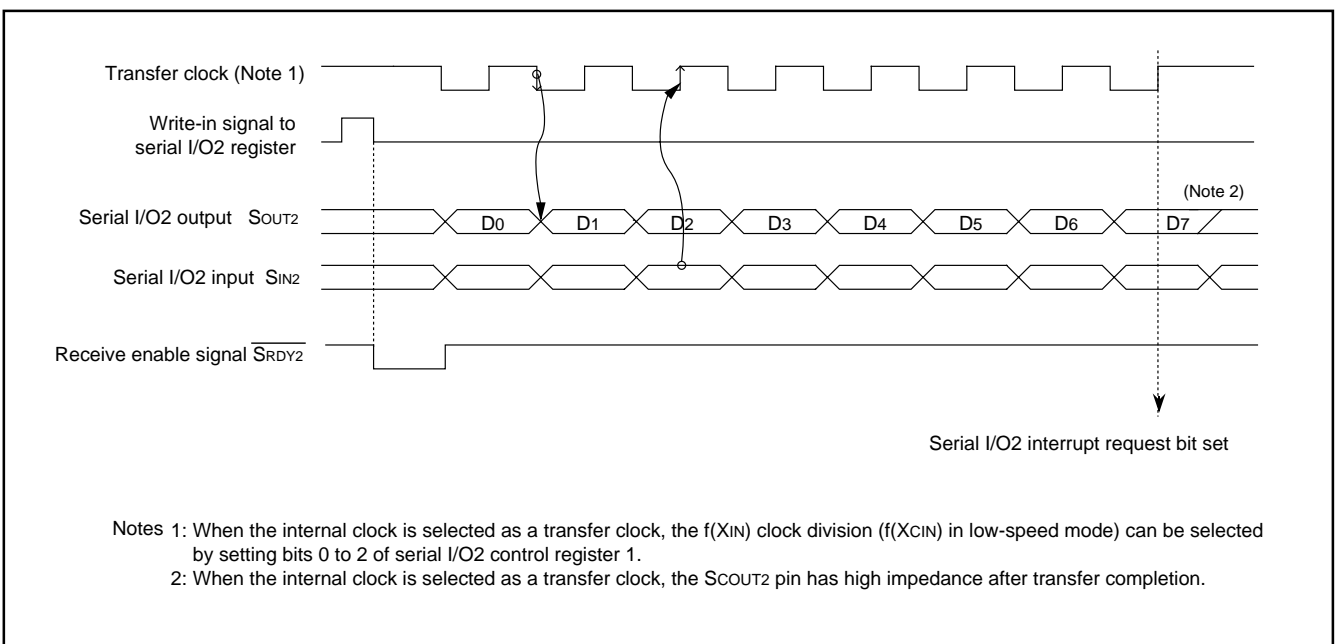 Transfer clock (Note 1)
Write-in signal to
serial I/O2 register
(Note 2)
Serial I/O2 output SOUT2
D0 D1 D2 D3 D4 D5 D6 D7
Serial I/O2 input SIN2
Receive enable signal SRDY2
Serial I/O2 interrupt request bit set
Notes 1: When the internal clock is selected as a transfer clock, the f(XIN) clock division (f(XCIN) in low-speed mode) can be selected
by setting bits 0 to 2 of serial I/O2 control register 1.
2: When the internal clock is selected as a transfer clock, the SCOUT2 pin has high impedance after transfer completion.